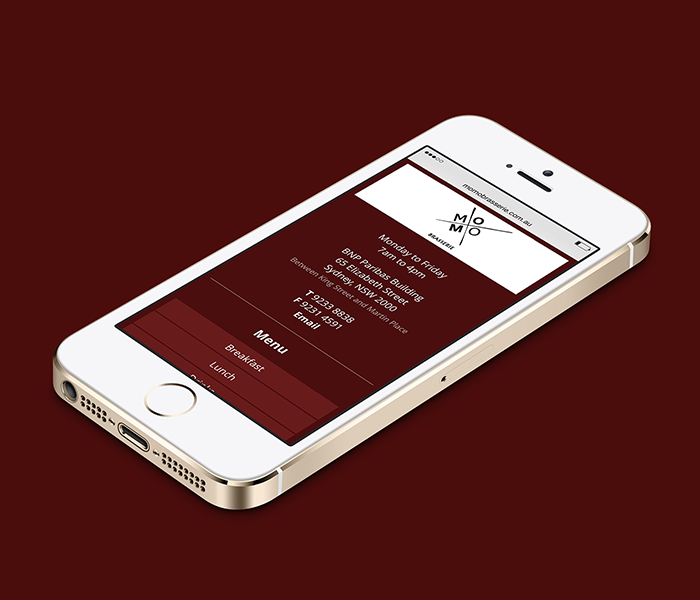 momobrasserie.com.au
MO
MO
BRASSERIE
Monday to Friday
7am to 4pm
BNP Paribas Building
65 Elizabeth Street
Sydney, NSW 2000
Between King Street and Martin Place
T 9233 8838
F 9231 4591
Email
Menu
Breakfast
Lunch